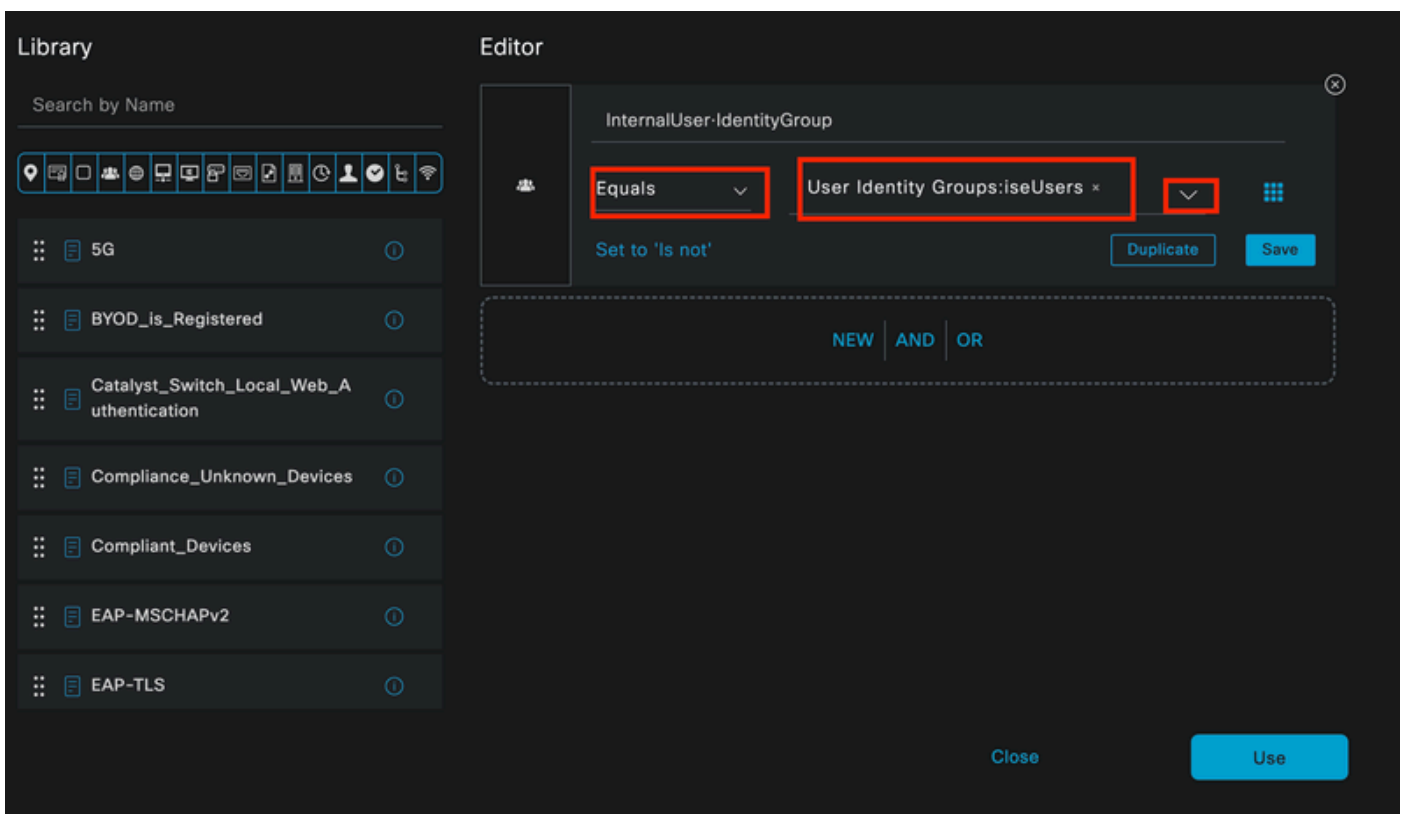 Library
Search by Name
5G
BYOD_is_Registered
Catalyst_Switch_Local_Web_A
uthentication
Compliance_Unknown_Devices
Compliant_Devices
EAP-MSCHAPv2
EAP-TLS
Editor
InternalUser·IdentityGroup
Equals
User Identity Groups:iseUsers ×
Set to 'Is not'
Duplicate
Save
NEW AND OR
Close
Use